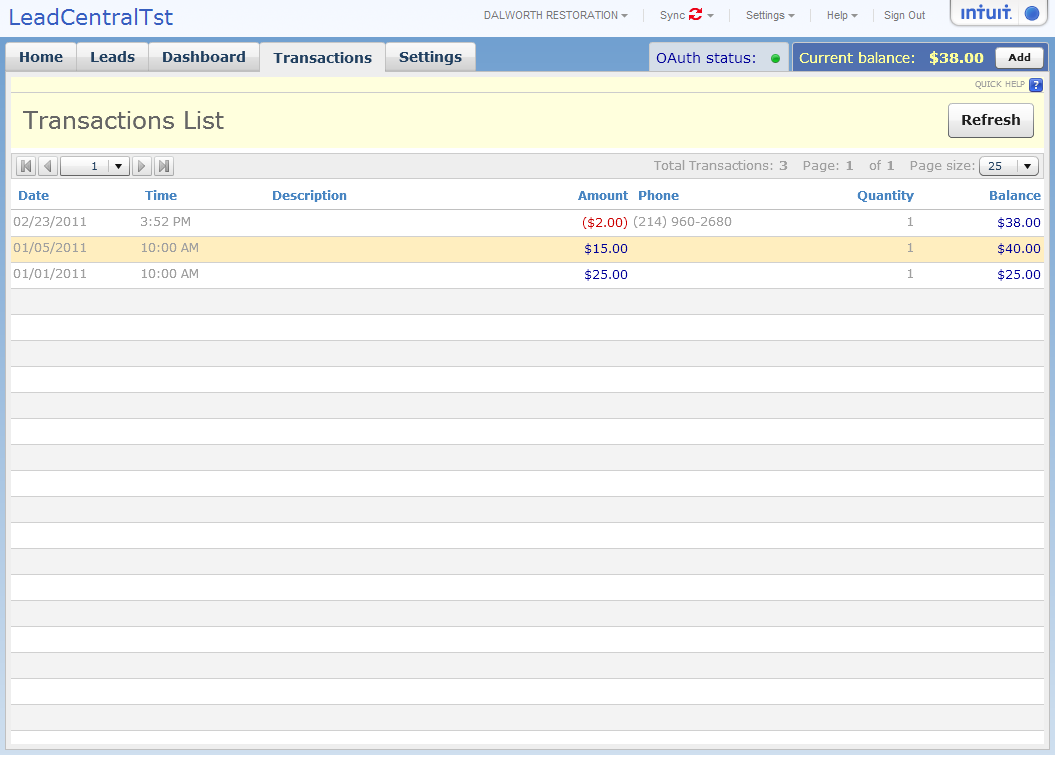 LeadCentralTst
DALWORTH RESTORATION Sync Settings Help Sign Out intuit.
Home Leads Dashboard Transactions Settings OAuth status: Current balance: $38.00 Add
QUICK HELP ?
Transactions List Refresh
1 Total Transactions: 3 Page: 1 of 1 Page size: 25
Date Time Description Amount Phone Quantity Balance
02/23/2011 3:52 PM ($2.00) (214) 960-2680 1 $38.00
01/05/2011 10:00 AM $15.00 1 $40.00
01/01/2011 10:00 AM $25.00 1 $25.00